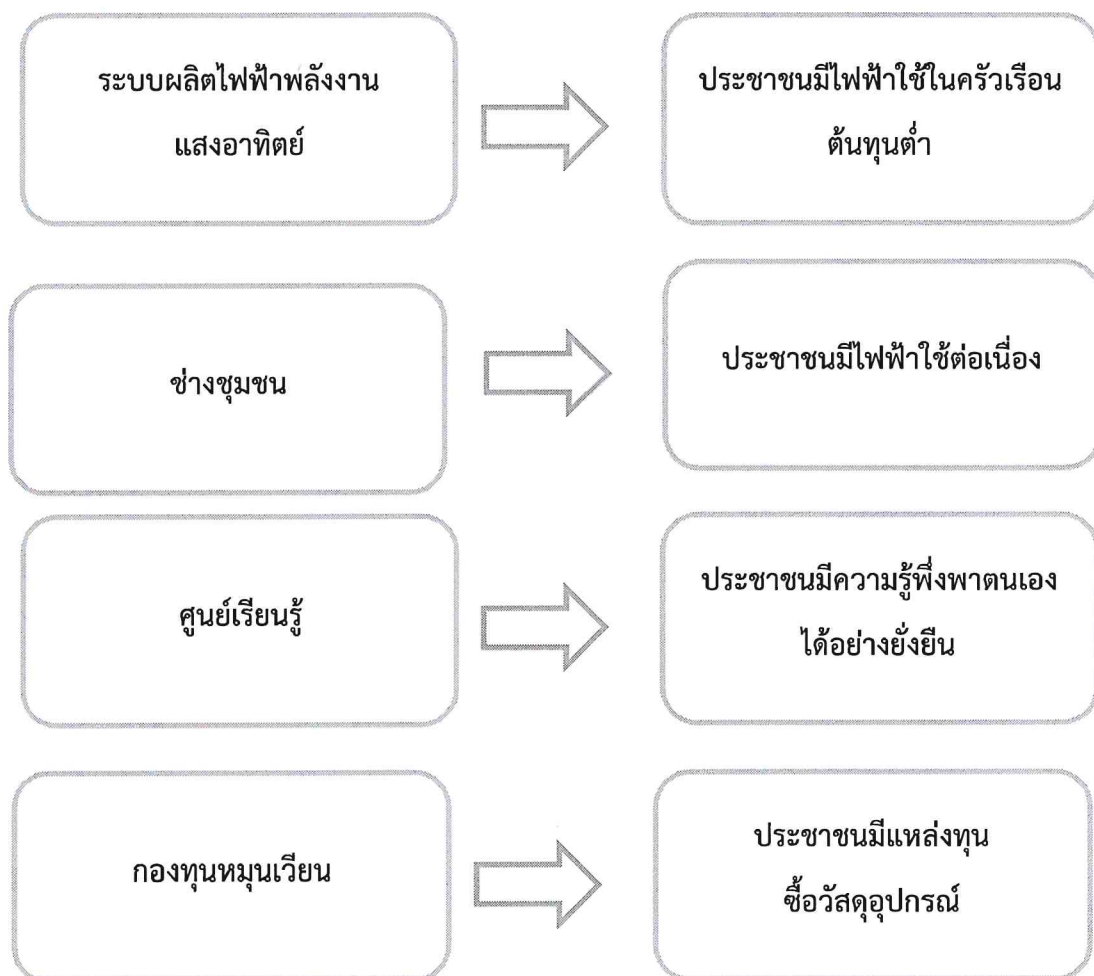 ระบบผลิตไฟฟ้าพลังงาน
แสงอาทิตย์
ประชาชนมีไฟฟ้าใช้ในครัวเรือน
ต้นทุนต่ำ
ช่างชุมชน
ประชาชนมีไฟฟ้าใช้ต่อเนื่อง
ศูนย์เรียนรู้
ประชาชนมีความรู้พึ่งพาตนเอง
ได้อย่างยั่งยืน
กองทุนหมุนเวียน
ประชาชนมีแหล่งทุน
ซื้อวัสดุอุปกรณ์